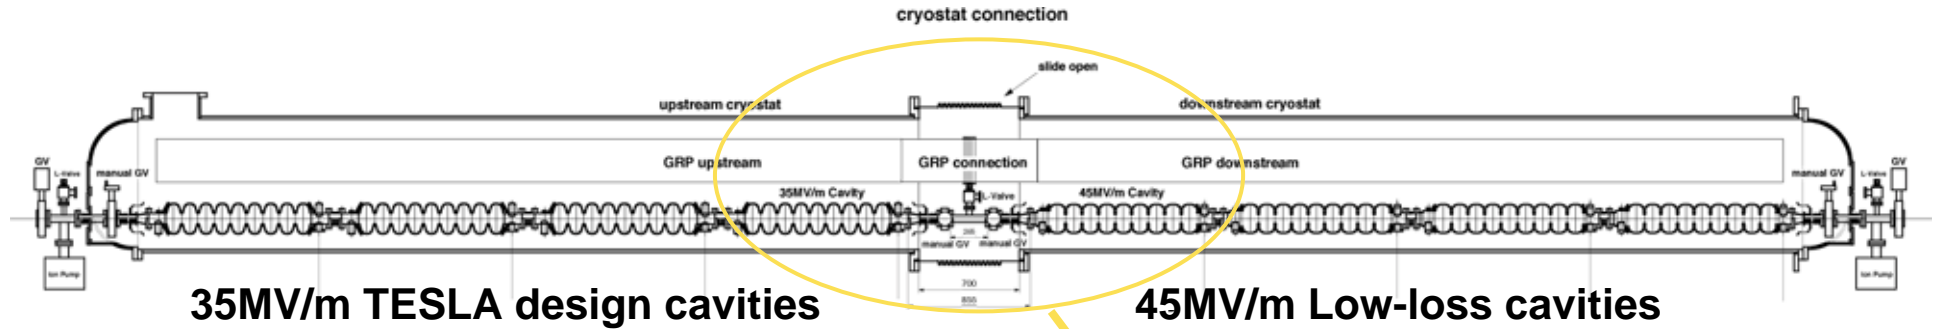 cryostat connection
slide open
upstream cryostat
downstream cryostat
GRP upstream
GRP connection
GRP downstream
GV
L-Valve
manual GV
35MV/m Cavity
L-Valve
45MV/m Cavity
manual GV
L-Valve
GV
manual GV
manual GV
Ion Pump
700
Ion Pump
35MV/m TESLA design cavities
45MV/m Low-loss cavities